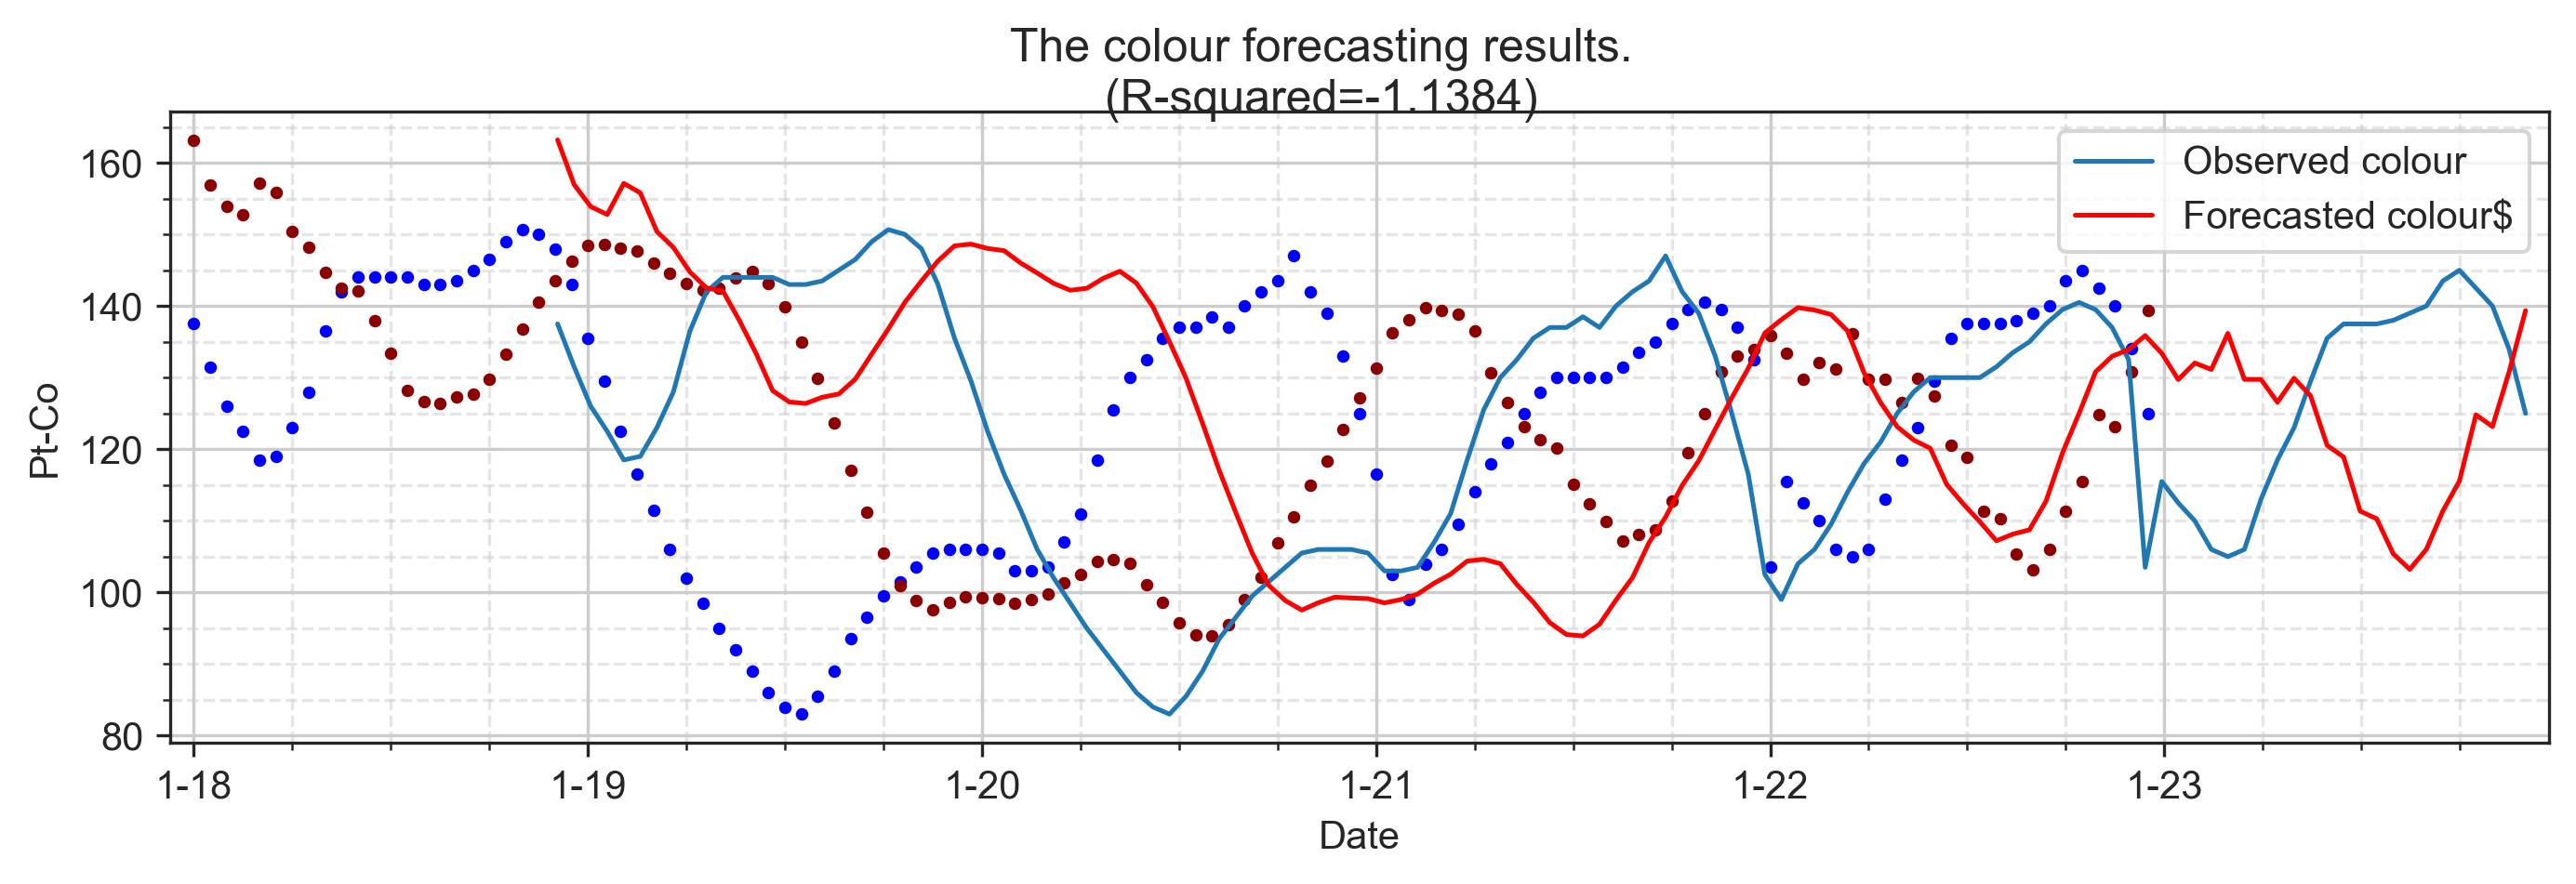 The colour forecasting results.
(R-squared=-1.1384)
Observed colour
Forecasted colour$
Pt-Co
160
140
120
100
80
1-18 1-19 1-20 1-21 1-22 1-23
Date